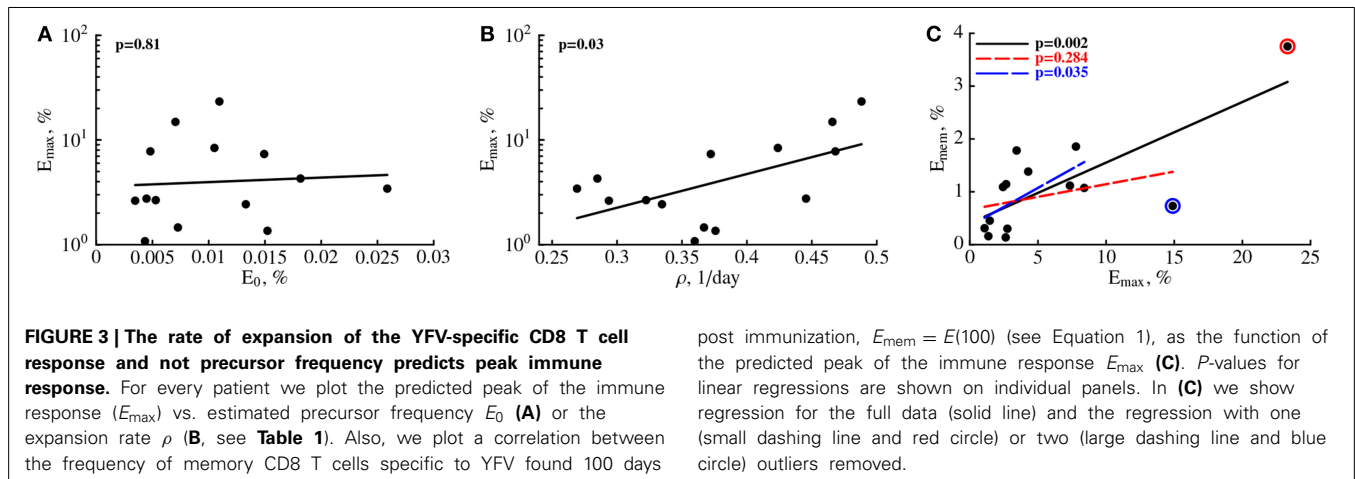 A
p=0.81
10²
10¹
10⁰
E_max, %
0
0.005
0.01
0.015
0.02
0.025
0.03
E_0, %
B
p=0.03
10²
10¹
10⁰
E_max, %
0.25
0.3
0.35
0.4
0.45
0.5
ρ, 1/day
C
p=0.002
p=0.284
p=0.035
4
3
2
1
0
E_mem, %
0
5
10
15
20
25
E_max, %
FIGURE 3 | The rate of expansion of the YFV-specific CD8 T cell
response and not precursor frequency predicts peak immune
response. For every patient we plot the predicted peak of the immune
response (E_max) vs. estimated precursor frequency E_0 (A) or the
expansion rate ρ (B, see Table 1). Also, we plot a correlation between
the frequency of memory CD8 T cells specific to YFV found 100 days
post immunization, E_mem = E(100) (see Equation 1), as the function of
the predicted peak of the immune response E_max (C). P-values for
linear regressions are shown on individual panels. In (C) we show
regression for the full data (solid line) and the regression with one
(small dashing line and red circle) or two (large dashing line and blue
circle) outliers removed.